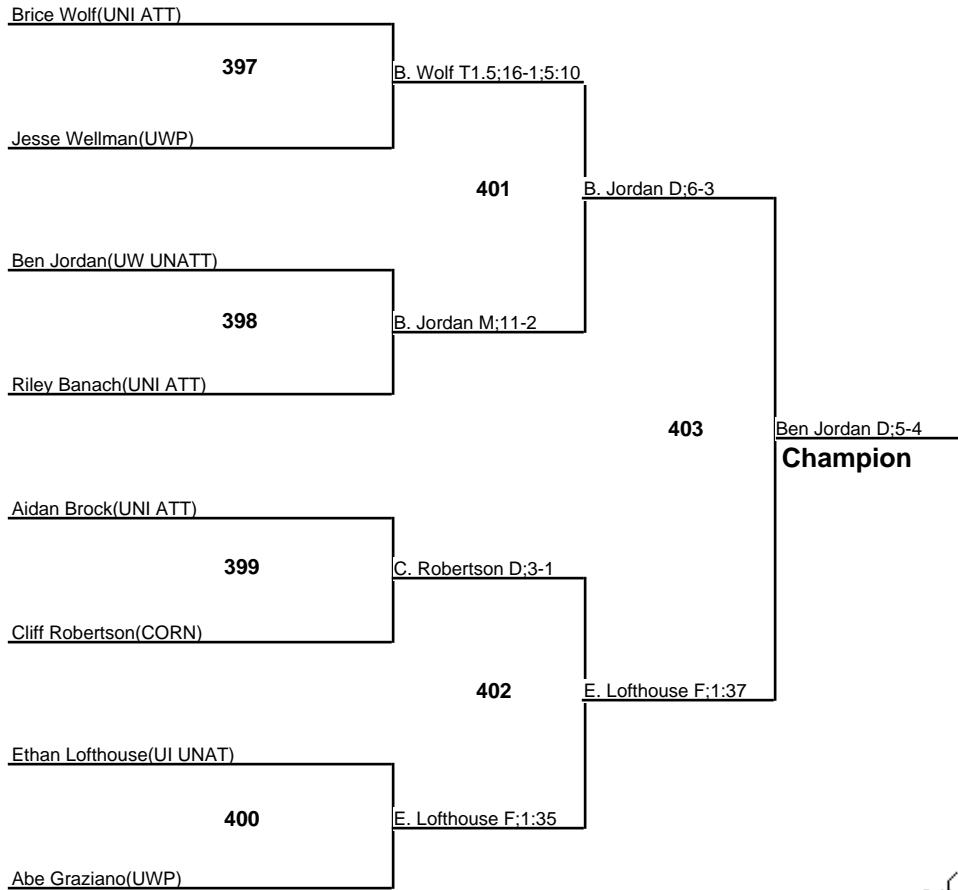 Brice Wolf(UNI ATT)
397
B. Wolf T1.5;16-1;5:10
Jesse Wellman(UWP)
401
B. Jordan D;6-3
Ben Jordan(UW UNATT)
398
B. Jordan M;11-2
Riley Banach(UNI ATT)
403
Ben Jordan D;5-4
Champion
Aidan Brock(UNI ATT)
399
C. Robertson D;3-1
Cliff Robertson(CORN)
402
E. Lofthouse F;1:37
Ethan Lofthouse(UI UNAT)
400
E. Lofthouse F;1:35
Abe Graziano(UWP)